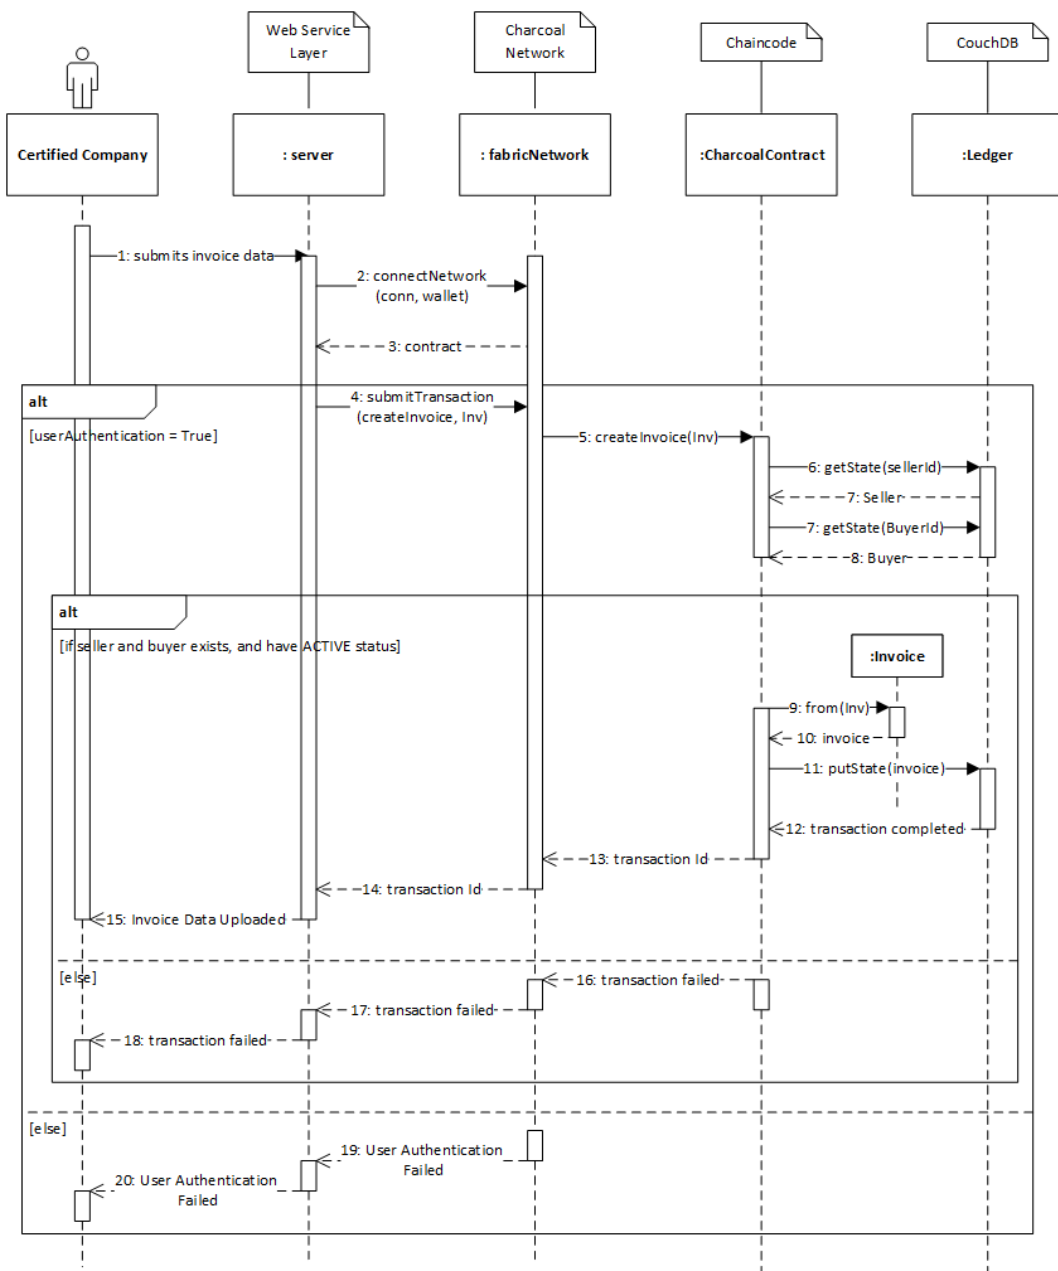 Web Service
Layer
Charcoal
Network
Chaincode
CouchDB
Certified Company
: server
: fabricNetwork
:CharcoalContract
:Ledger
1: submits invoice data
2: connectNetwork
(conn, wallet)
3: contract
alt
4: submitTransaction
(createInvoice, Inv)
[userAuthentication = True]
5: createInvoice(Inv)
6: getState(sellerId)
7: Seller
7: getState(BuyerId)
8: Buyer
alt
[if seller and buyer exists, and have ACTIVE status]
:Invoice
9: from(Inv)
10: invoice
11: putState(invoice)
12: transaction completed
13: transaction Id
14: transaction Id
15: Invoice Data Uploaded
[else]
16: transaction failed
17: transaction failed
18: transaction failed
[else]
19: User Authentication
Failed
20: User Authentication
Failed